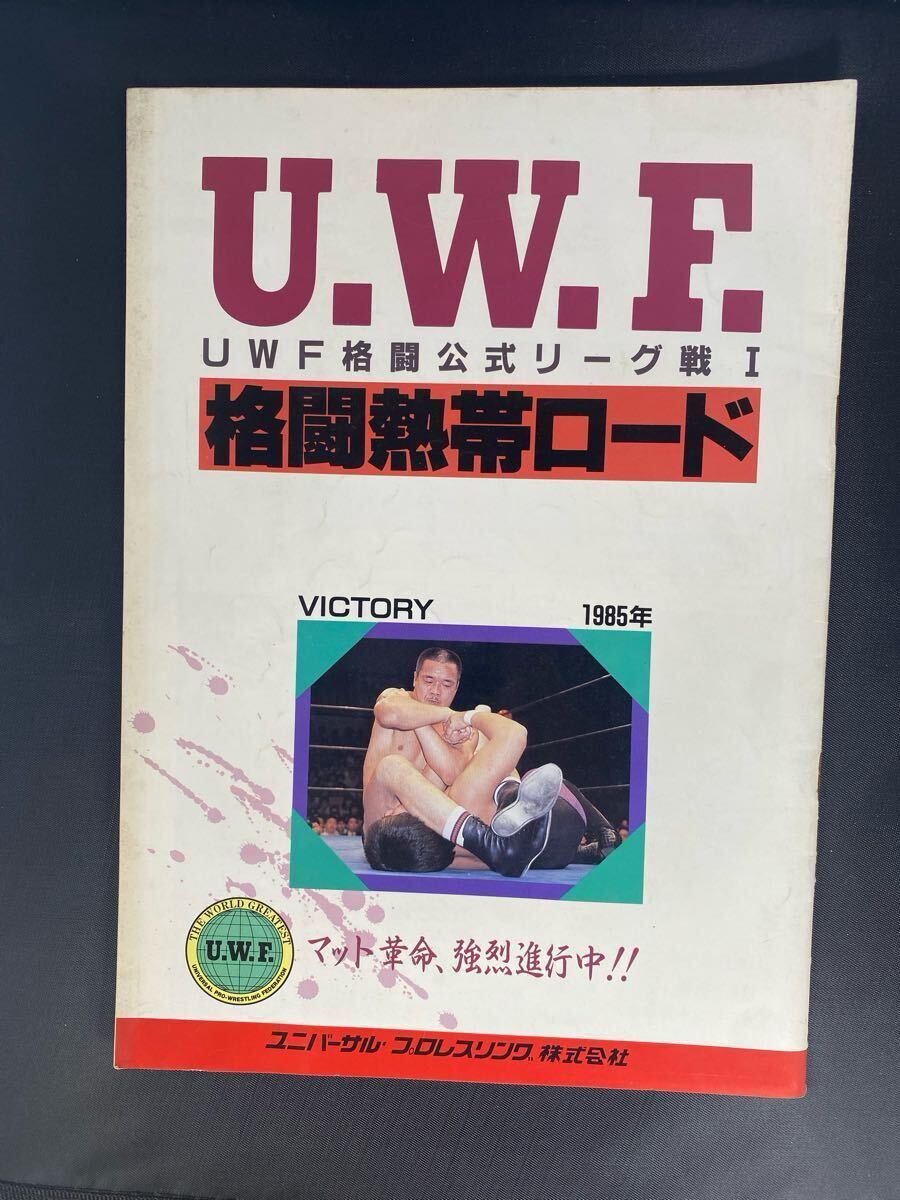 U.W.F.
UWF格闘公式リーグ戦 I
格闘熱帯ロード
VICTORY 1985年
THE WORLD GREATEST
U.W.F.
UNIVERSAL PRO-WRESTLING FEDERATION
マット革命、強烈進行中!!
ユニバーサル・プロレスリング株式会社